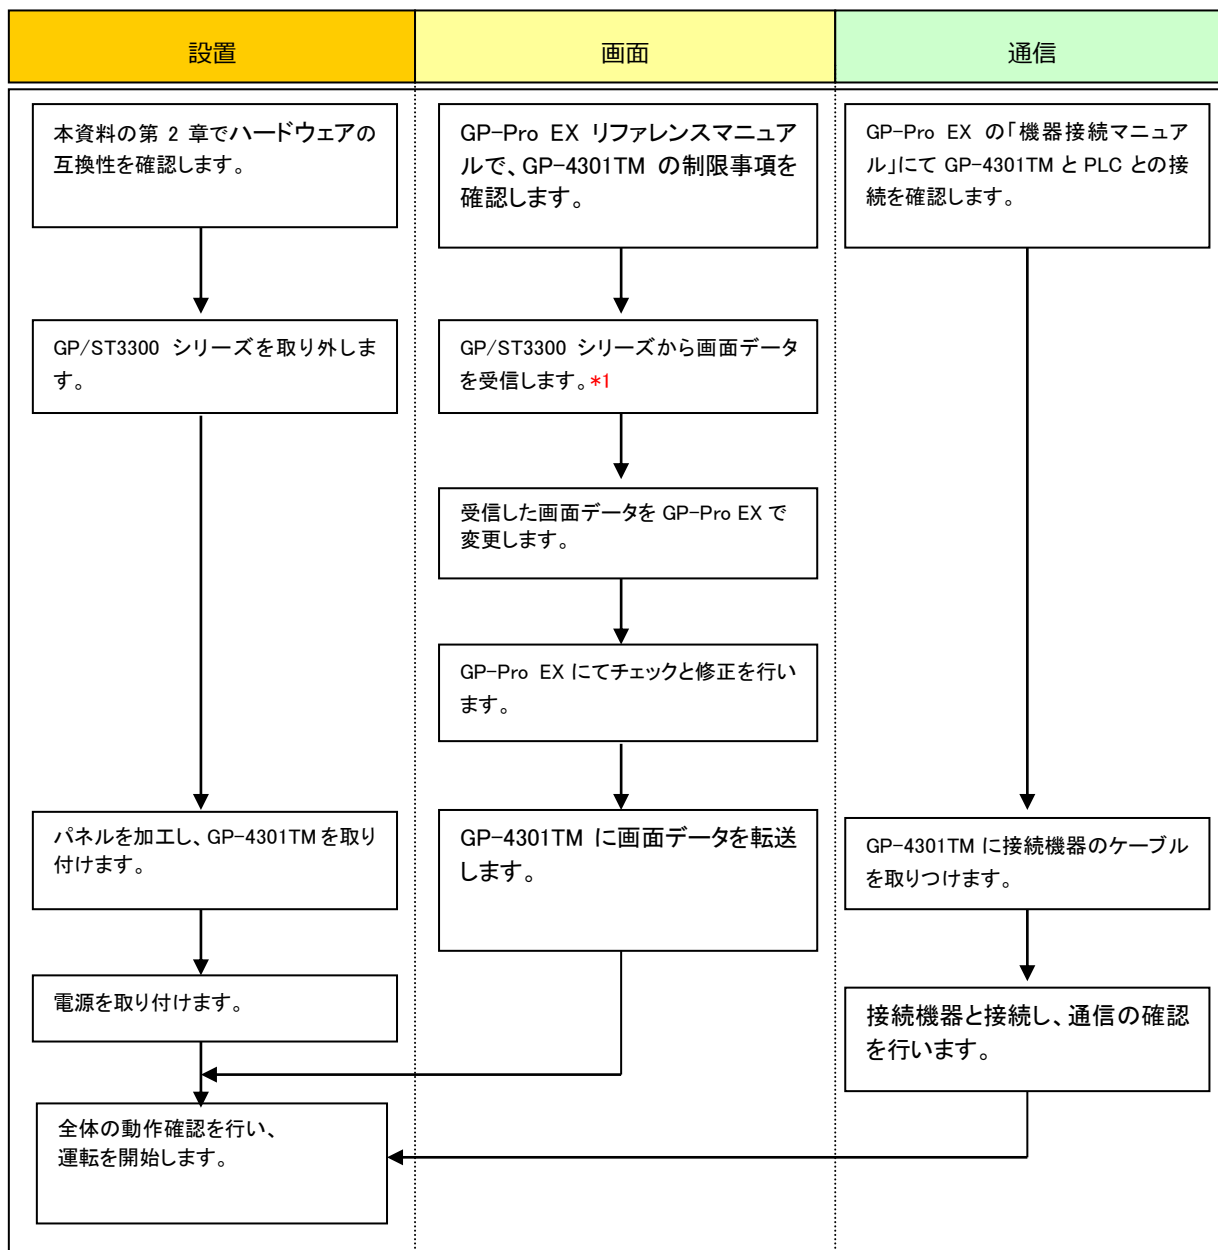 設置
画面
通信
本資料の第 2 章でハードウェアの
互換性を確認します。
GP-Pro EX リファレンスマニュア
ルで、GP-4301TM の制限事項を
確認します。
GP-Pro EX の「機器接続マニュア
ル」にて GP-4301TM と PLC との接
続を確認します。
GP/ST3300 シリーズを取り外しま
す。
GP/ST3300 シリーズから画面データ
を受信します。*1
受信した画面データを GP-Pro EX で
変更します。
GP-Pro EX にてチェックと修正を行い
ます。
パネルを加工し、GP-4301TM を取り
付けます。
GP-4301TM に画面データを転送
します。
GP-4301TM に接続機器のケーブル
を取りつけます。
電源を取り付けます。
接続機器と接続し、通信の確認
を行います。
全体の動作確認を行い、
運転を開始します。